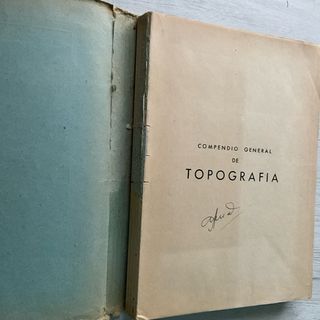 COMPENDIO GENERAL
DE
TOPOGRAFIA